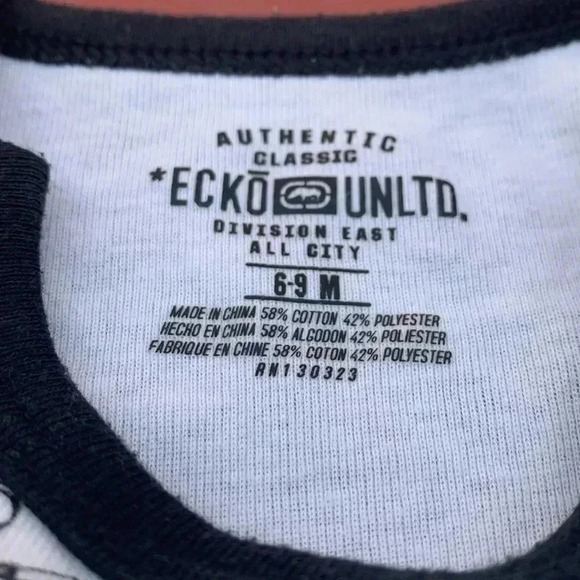 AUTHENTIC
CLASSIC
*ECKŌ UNLTD.
DIVISION EAST
ALL CITY
6-9 M
MADE IN CHINA 58% COTTON 42% POLYESTER
HECHO EN CHINA 58% ALGODON 42% POLIESTER
FABRIQUE EN CHINE 58% COTON 42% POLYESTER
RN130323